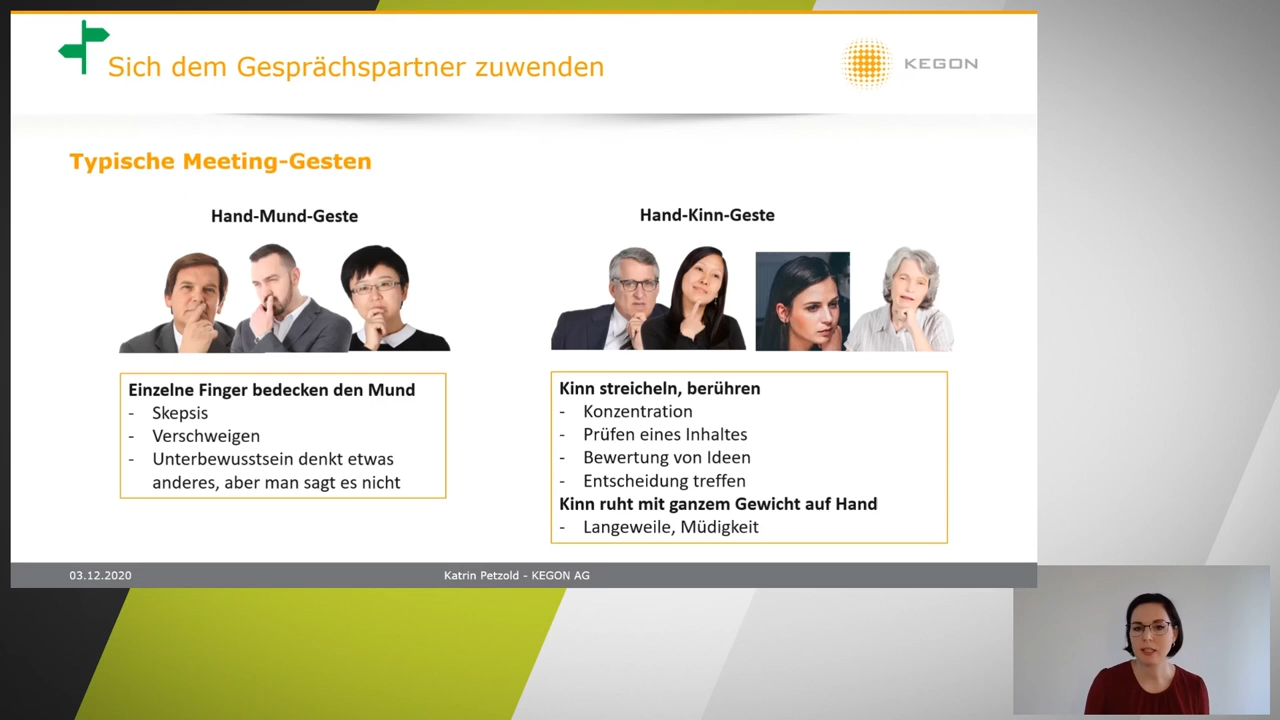 Sich dem Gesprächspartner zuwenden
KEGON
Typische Meeting-Gesten
Hand-Mund-Geste
Einzelne Finger bedecken den Mund
- Skepsis
- Verschweigen
- Unterbewusstsein denkt etwas
anderes, aber man sagt es nicht
Hand-Kinn-Geste
Kinn streicheln, berühren
- Konzentration
- Prüfen eines Inhaltes
- Bewertung von Ideen
- Entscheidung treffen
Kinn ruht mit ganzem Gewicht auf Hand
- Langeweile, Müdigkeit
03.12.2020
Katrin Petzold - KEGON AG